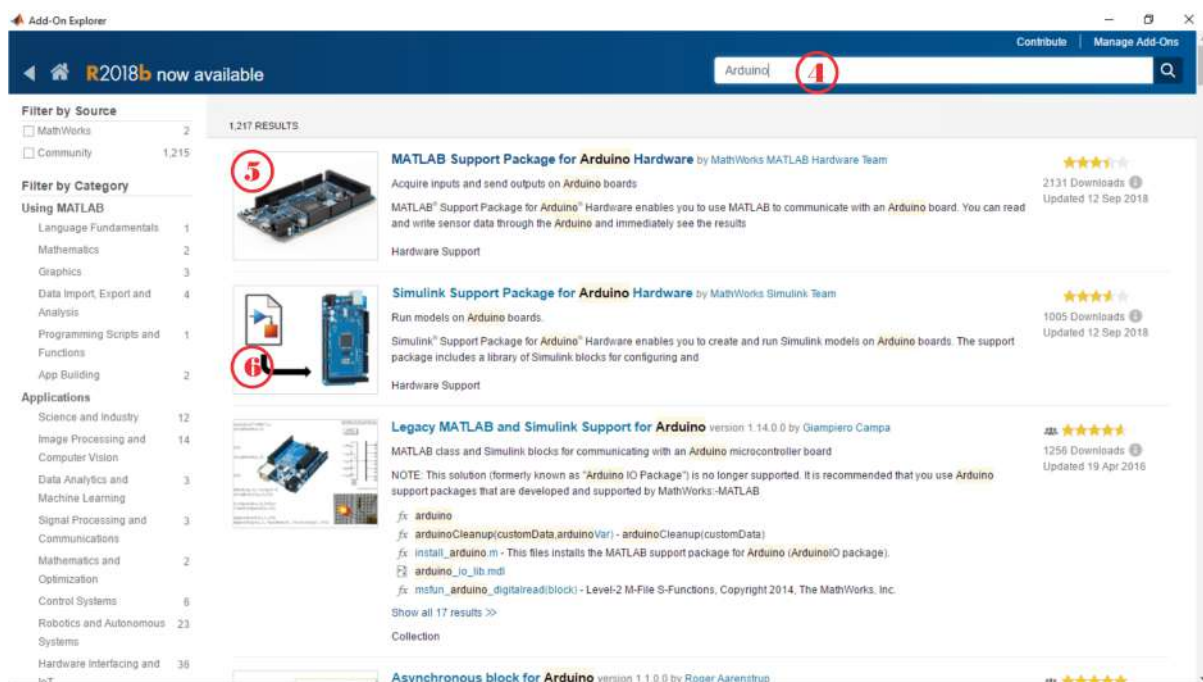 Add-On Explorer
Contribute | Manage Add-Ons
R2018b now available
Arduino
4
Filter by Source
MathWorks 2
Community 1,215
Filter by Category
Using MATLAB
Language Fundamentals 1
Mathematics 2
Graphics 3
Data Import, Export and 4
Analysis
Programming Scripts and 1
Functions
App Building 2
Applications
Science and Industry 12
Image Processing and 14
Computer Vision
Data Analytics and 3
Machine Learning
Signal Processing and 3
Communications
Mathematics and 2
Optimization
Control Systems 6
Robotics and Autonomous 23
Systems
Hardware Interfacing and 36
IoT
1,217 RESULTS
5
MATLAB Support Package for Arduino Hardware by MathWorks MATLAB Hardware Team
Acquire inputs and send outputs on Arduino boards
MATLAB® Support Package for Arduino® Hardware enables you to use MATLAB to communicate with an Arduino board. You can read
and write sensor data through the Arduino and immediately see the results
Hardware Support
2131 Downloads
Updated 12 Sep 2018
6
Simulink Support Package for Arduino Hardware by MathWorks Simulink Team
Run models on Arduino boards.
Simulink® Support Package for Arduino® Hardware enables you to create and run Simulink models on Arduino boards. The support
package includes a library of Simulink blocks for configuring and
Hardware Support
1005 Downloads
Updated 12 Sep 2018
Legacy MATLAB and Simulink Support for Arduino version 1.14.0.0 by Giampiero Campa
MATLAB class and Simulink blocks for communicating with an Arduino microcontroller board
NOTE: This solution (formerly known as "Arduino IO Package") is no longer supported. It is recommended that you use Arduino
support packages that are developed and supported by MathWorks:-MATLAB
fx arduino
fx arduinoCleanup(customData,arduinoVar) - arduinoCleanup(customData)
fx install_arduino.m - This files installs the MATLAB support package for Arduino (ArduinoIO package).
arduino_io_lib.mdl
fx msfun_arduino_digitalread(block) - Level-2 M-File S-Functions, Copyright 2014, The MathWorks, Inc.
Show all 17 results >>
Collection
1256 Downloads
Updated 19 Apr 2016
Asynchronous block for Arduino version 1.1.0.0 by Roger Aarenstrup